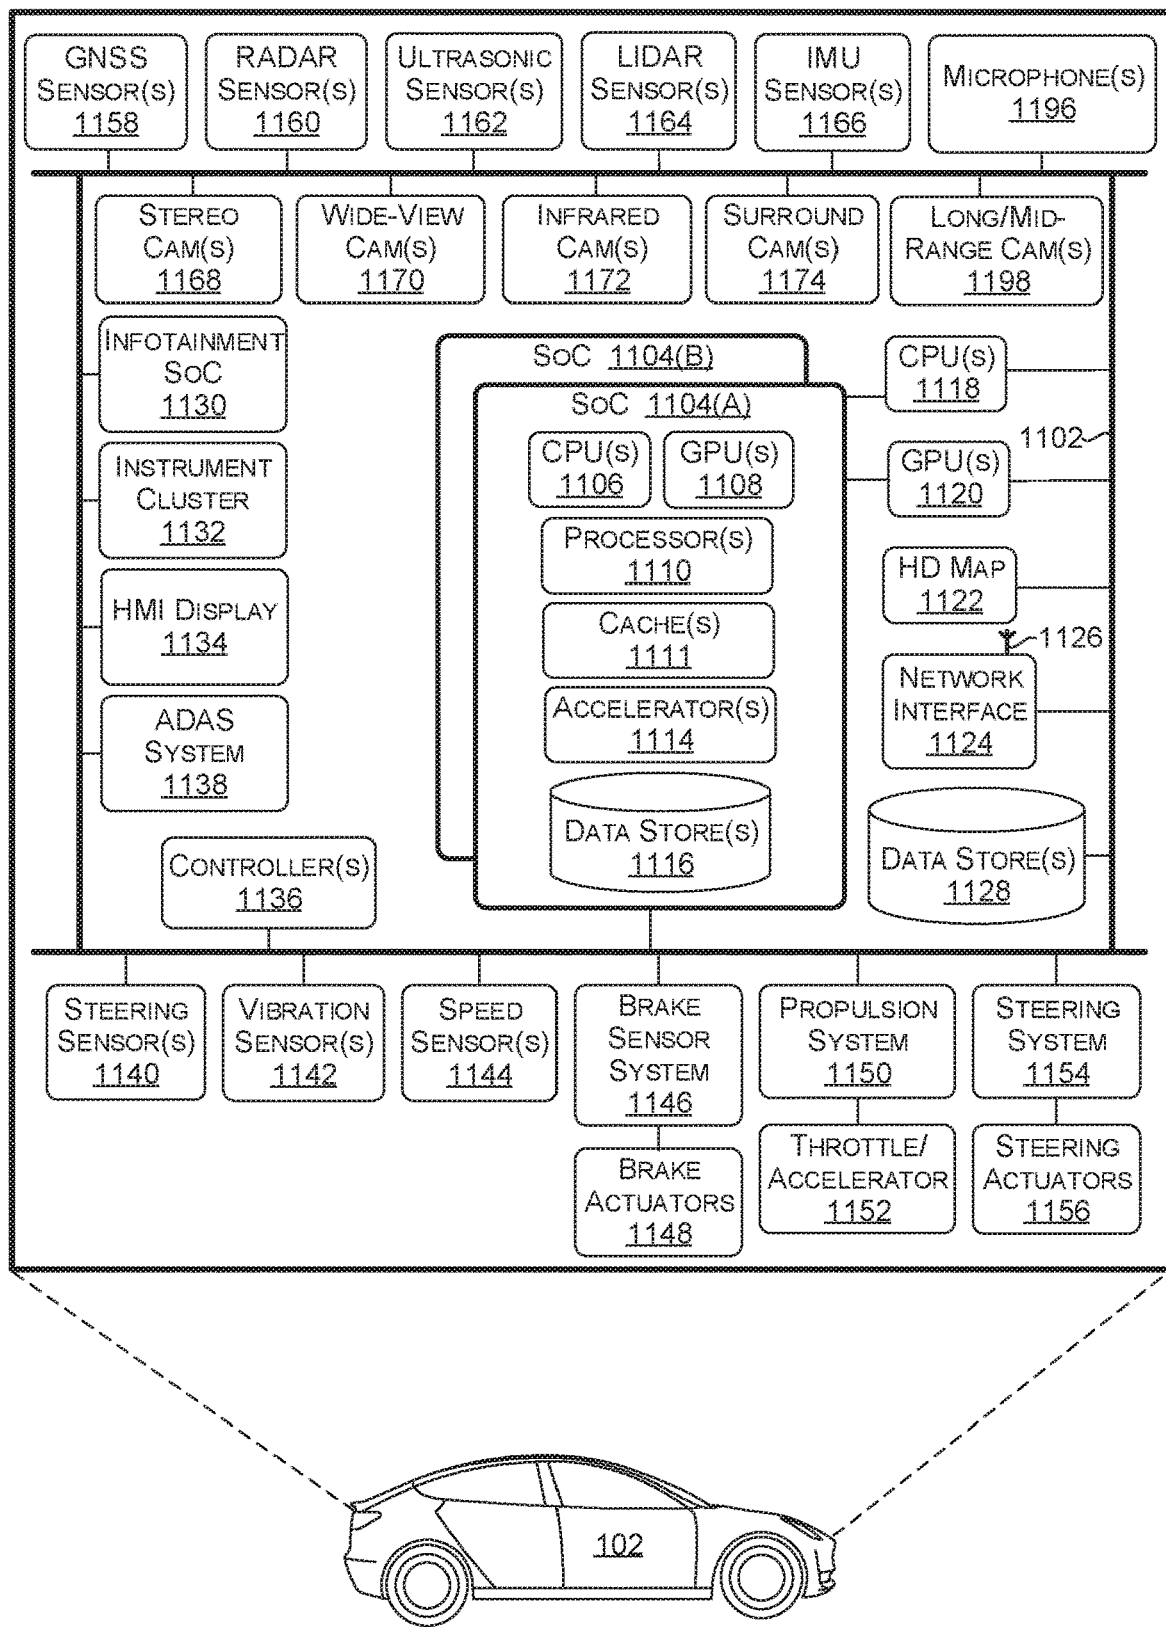 GNSS
SENSOR(S)
1158
RADAR
SENSOR(S)
1160
ULTRASONIC
SENSOR(S)
1162
LIDAR
SENSOR(S)
1164
IMU
SENSOR(S)
1166
MICROPHONE(S)
1196
STEREO
CAM(S)
1168
WIDE-VIEW
CAM(S)
1170
INFRARED
CAM(S)
1172
SURROUND
CAM(S)
1174
LONG/MID-
RANGE CAM(S)
1198
INFOTAINMENT
SOC
1130
INSTRUMENT
CLUSTER
1132
HMI DISPLAY
1134
ADAS
SYSTEM
1138
CONTROLLER(S)
1136
SOC 1104(B)
SOC 1104(A)
CPU(S)
1106
GPU(S)
1108
PROCESSOR(S)
1110
CACHE(S)
1111
ACCELERATOR(S)
1114
DATA STORE(S)
1116
CPU(S)
1118
1102
GPU(S)
1120
HD MAP
1122
1126
NETWORK
INTERFACE
1124
DATA STORE(S)
1128
STEERING
SENSOR(S)
1140
VIBRATION
SENSOR(S)
1142
SPEED
SENSOR(S)
1144
BRAKE
SENSOR
SYSTEM
1146
PROPULSION
SYSTEM
1150
STEERING
SYSTEM
1154
BRAKE
ACTUATORS
1148
THROTTLE/
ACCELERATOR
1152
STEERING
ACTUATORS
1156
102